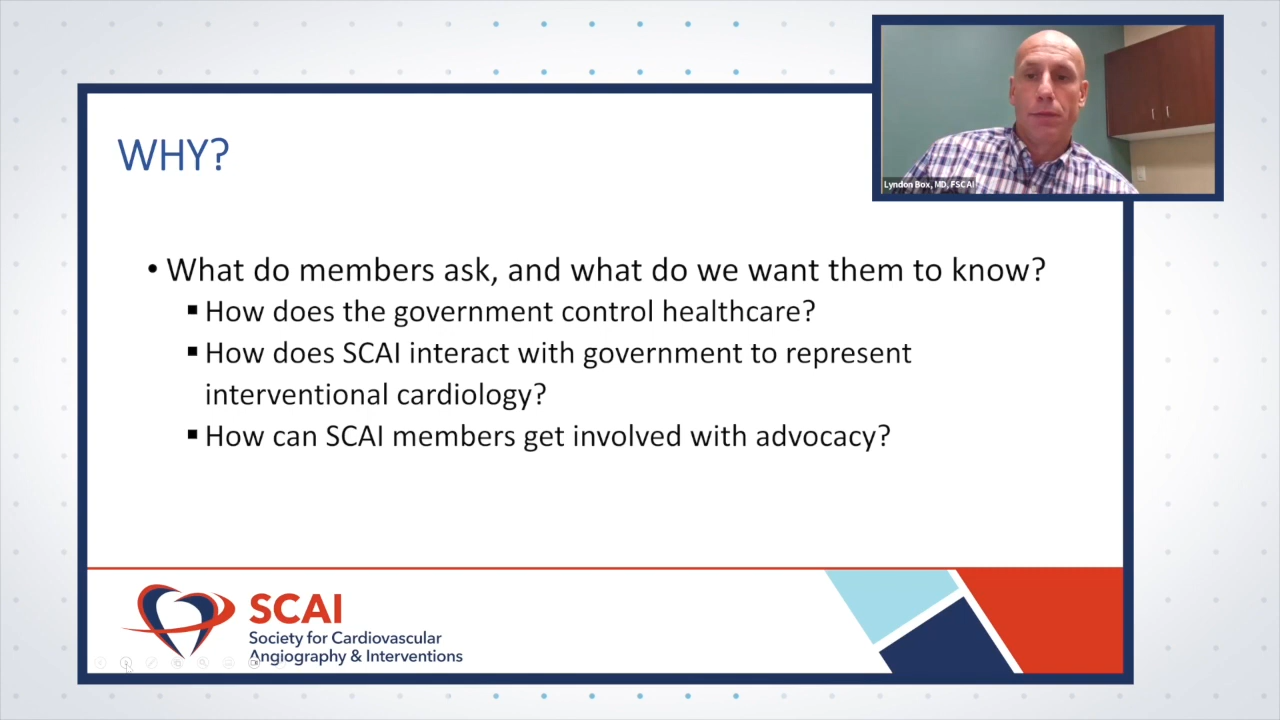 WHY?
• What do members ask, and what do we want them to know?
▪ How does the government control healthcare?
▪ How does SCAI interact with government to represent
interventional cardiology?
▪ How can SCAI members get involved with advocacy?
Lyndon Box, MD, FSCAI
SCAI
Society for Cardiovascular
Angiography & Interventions